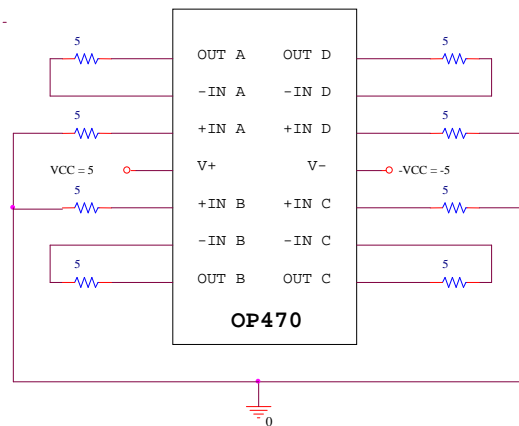 -
5 5
OUT A OUT D
-IN A -IN D
5 5
+IN A +IN D
VCC = 5 V+ V- -VCC = -5
5 5
+IN B +IN C
-IN B -IN C
5 5
OUT B OUT C
OP470
0